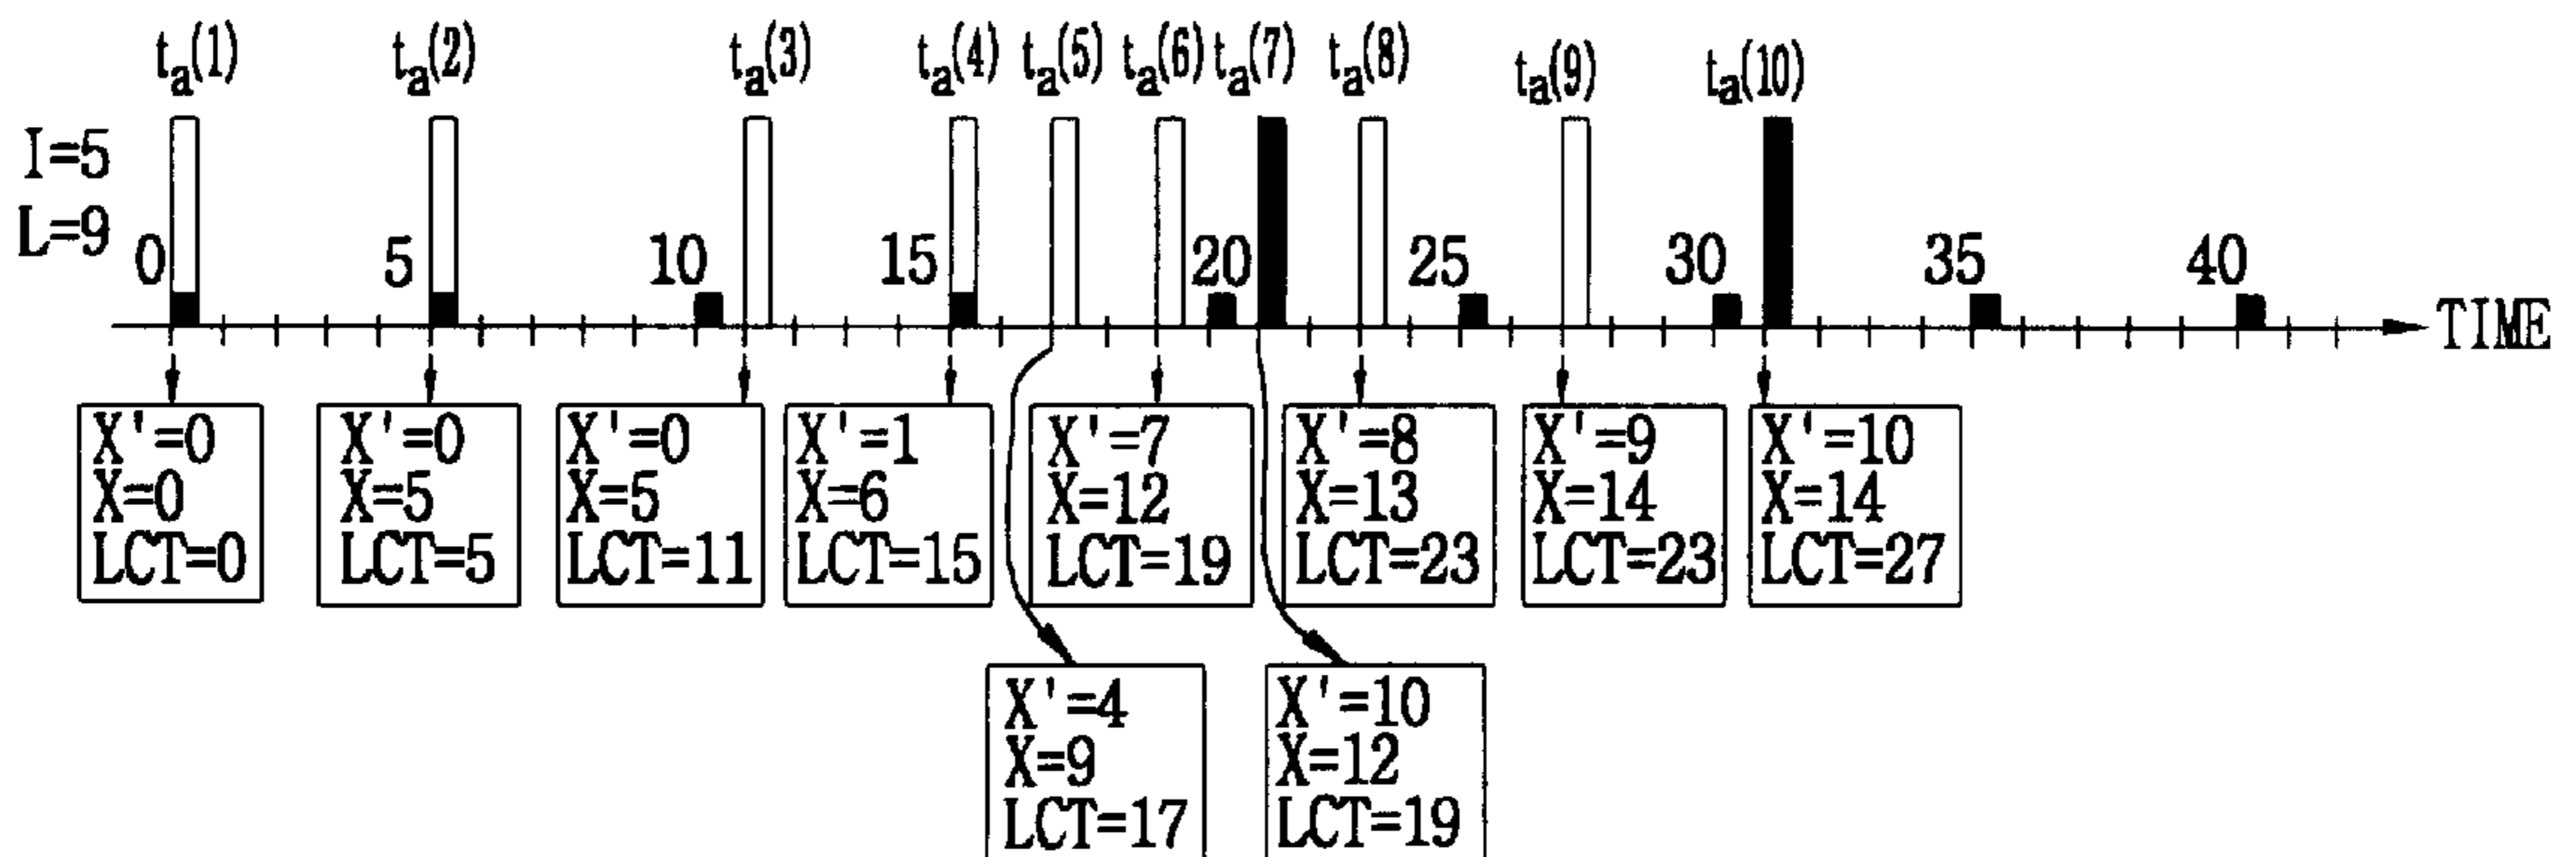 t_a(1) t_a(2) t_a(3) t_a(4) t_a(5) t_a(6) t_a(7) t_a(8) t_a(9) t_a(10)
I=5
L=9
0 5 10 15 20 25 30 35 40
TIME
X'=0
X=0
LCT=0
X'=0
X=5
LCT=5
X'=0
X=5
LCT=11
X'=1
X=6
LCT=15
X'=7
X=12
LCT=19
X'=8
X=13
LCT=23
X'=9
X=14
LCT=23
X'=10
X=14
LCT=27
X'=4
X=9
LCT=17
X'=10
X=12
LCT=19